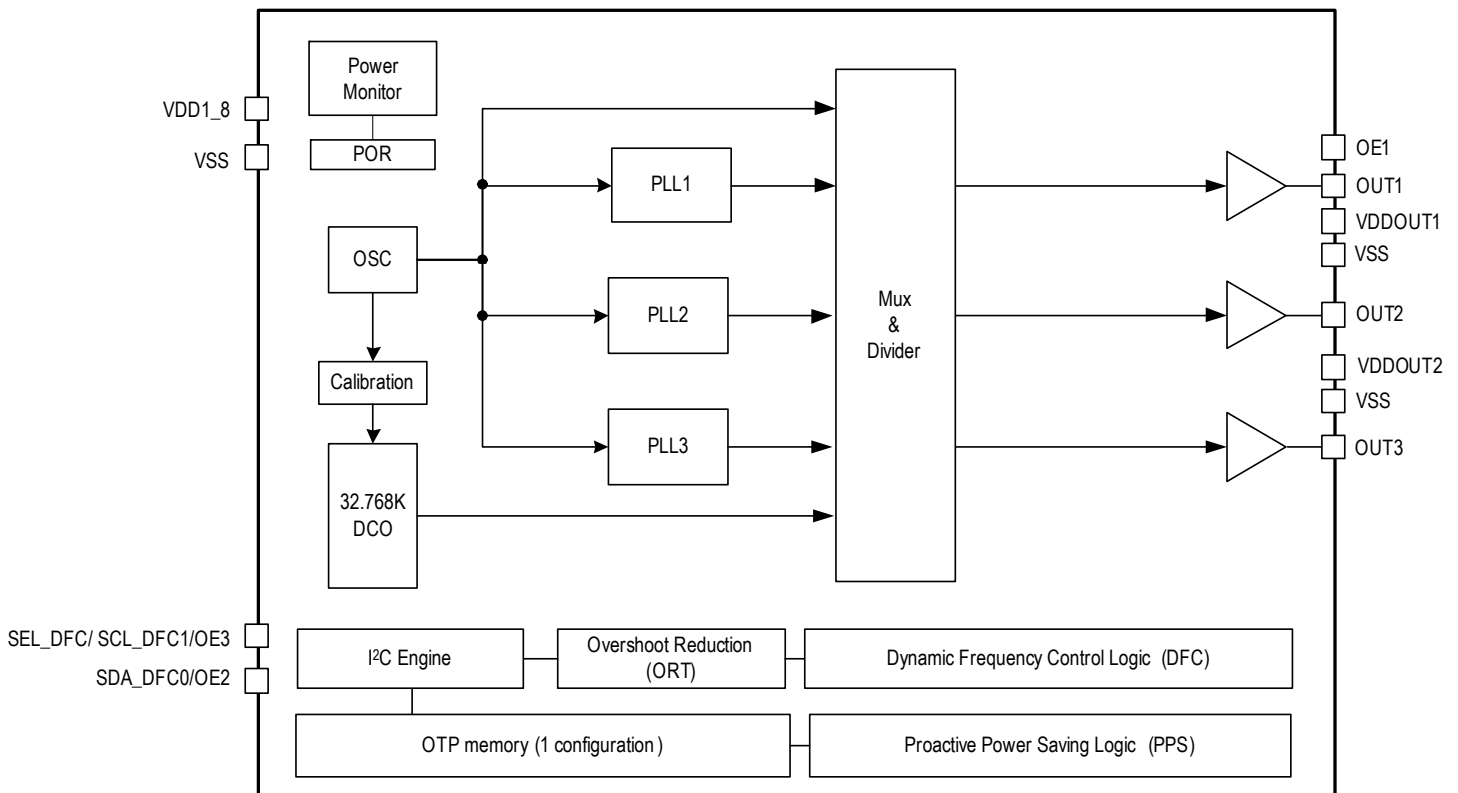 Power
Monitor
VDD1_8
VSS
POR
PLL1
OE1
OUT1
VDDOUT1
VSS
OSC
PLL2
Mux
&
Divider
OUT2
VDDOUT2
VSS
Calibration
PLL3
OUT3
32.768K
DCO
SEL_DFC/ SCL_DFC1/OE3
SDA_DFC0/OE2
I²C Engine
Overshoot Reduction
(ORT)
Dynamic Frequency Control Logic (DFC)
OTP memory (1 configuration )
Proactive Power Saving Logic (PPS)